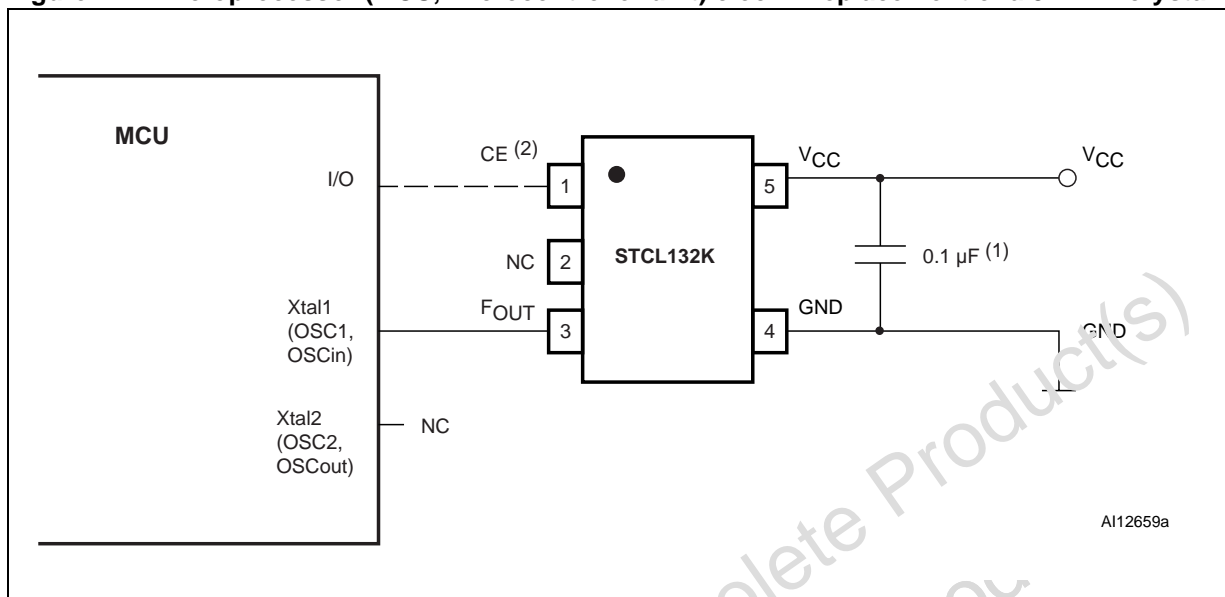 MCU
I/O
CE (2)
1
NC
2
STCL132K
Xtal1
(OSC1,
OSCin)
FOUT
3
Xtal2
(OSC2,
OSCout)
NC
VCC
5
VCC
0.1 µF (1)
GND
4
GND
AI12659a
Product(s)